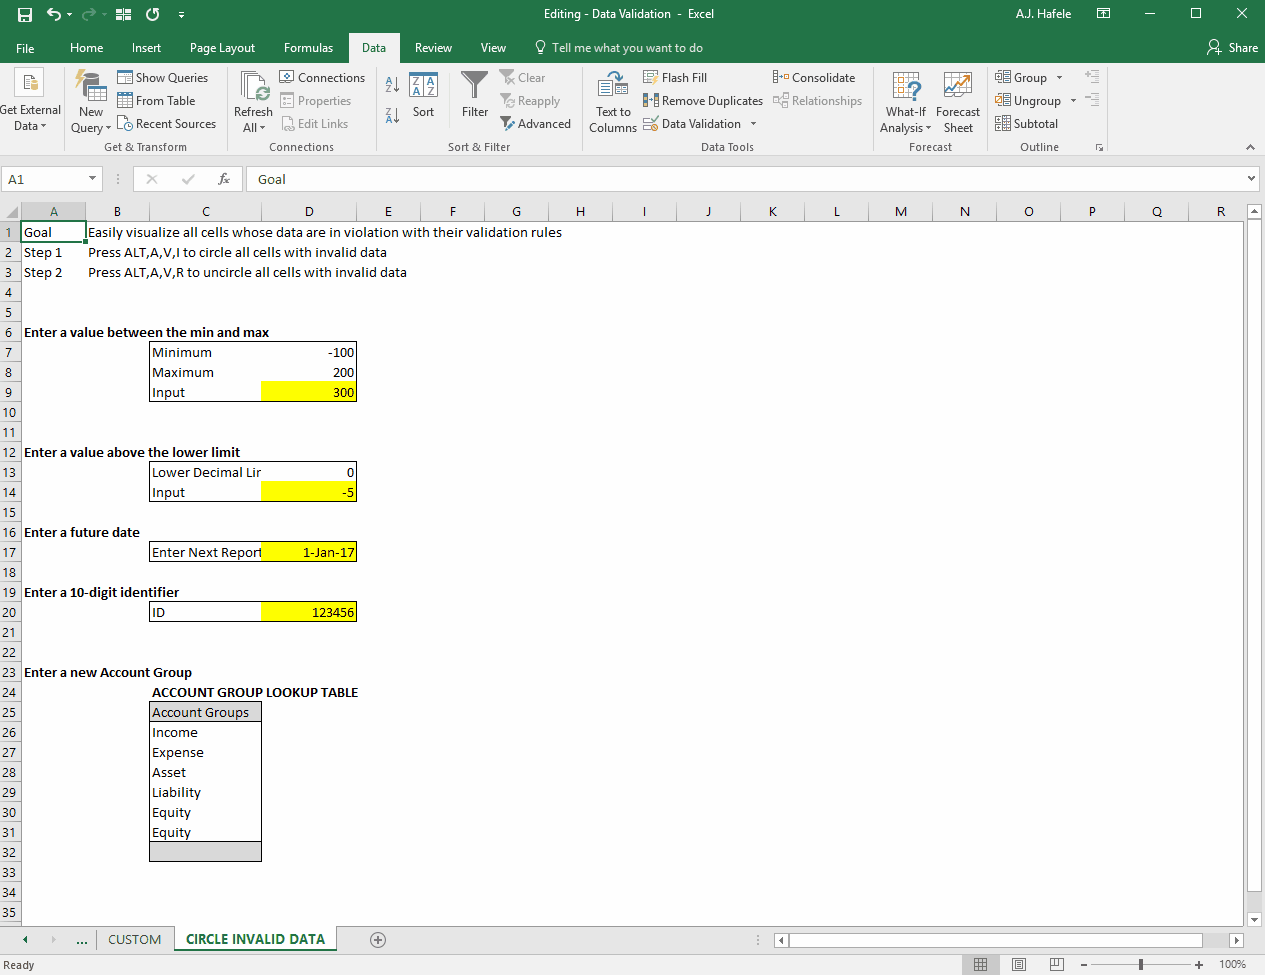 Editing - Data Validation - Excel
A.J. Hafele
File Home Insert Page Layout Formulas Data Review View Tell me what you want to do Share
Get External Data
New Query
Show Queries
From Table
Recent Sources
Get & Transform
Refresh All
Connections
Properties
Edit Links
Connections
A Z
Z A
Z A A Z
Sort
Filter
Clear
Reapply
Advanced
Sort & Filter
Text to Columns
Flash Fill
Remove Duplicates
Data Validation
Consolidate
Relationships
Data Tools
What-If Analysis
Forecast Sheet
Forecast
Group
Ungroup
Subtotal
Outline
A1 fx Goal
A B C D E F G H I J K L M N O P Q R
1 Goal Easily visualize all cells whose data are in violation with their validation rules
2 Step 1 Press ALT,A,V,I to circle all cells with invalid data
3 Step 2 Press ALT,A,V,R to uncircle all cells with invalid data
4
5
6 Enter a value between the min and max
7 Minimum -100
8 Maximum 200
9 Input 300
10
11
12 Enter a value above the lower limit
13 Lower Decimal Lir 0
14 Input -5
15
16 Enter a future date
17 Enter Next Report 1-Jan-17
18
19 Enter a 10-digit identifier
20 ID 123456
21
22
23 Enter a new Account Group
24 ACCOUNT GROUP LOOKUP TABLE
25 Account Groups
26 Income
27 Expense
28 Asset
29 Liability
30 Equity
31 Equity
32
33
34
35
... CUSTOM CIRCLE INVALID DATA
Ready 100%